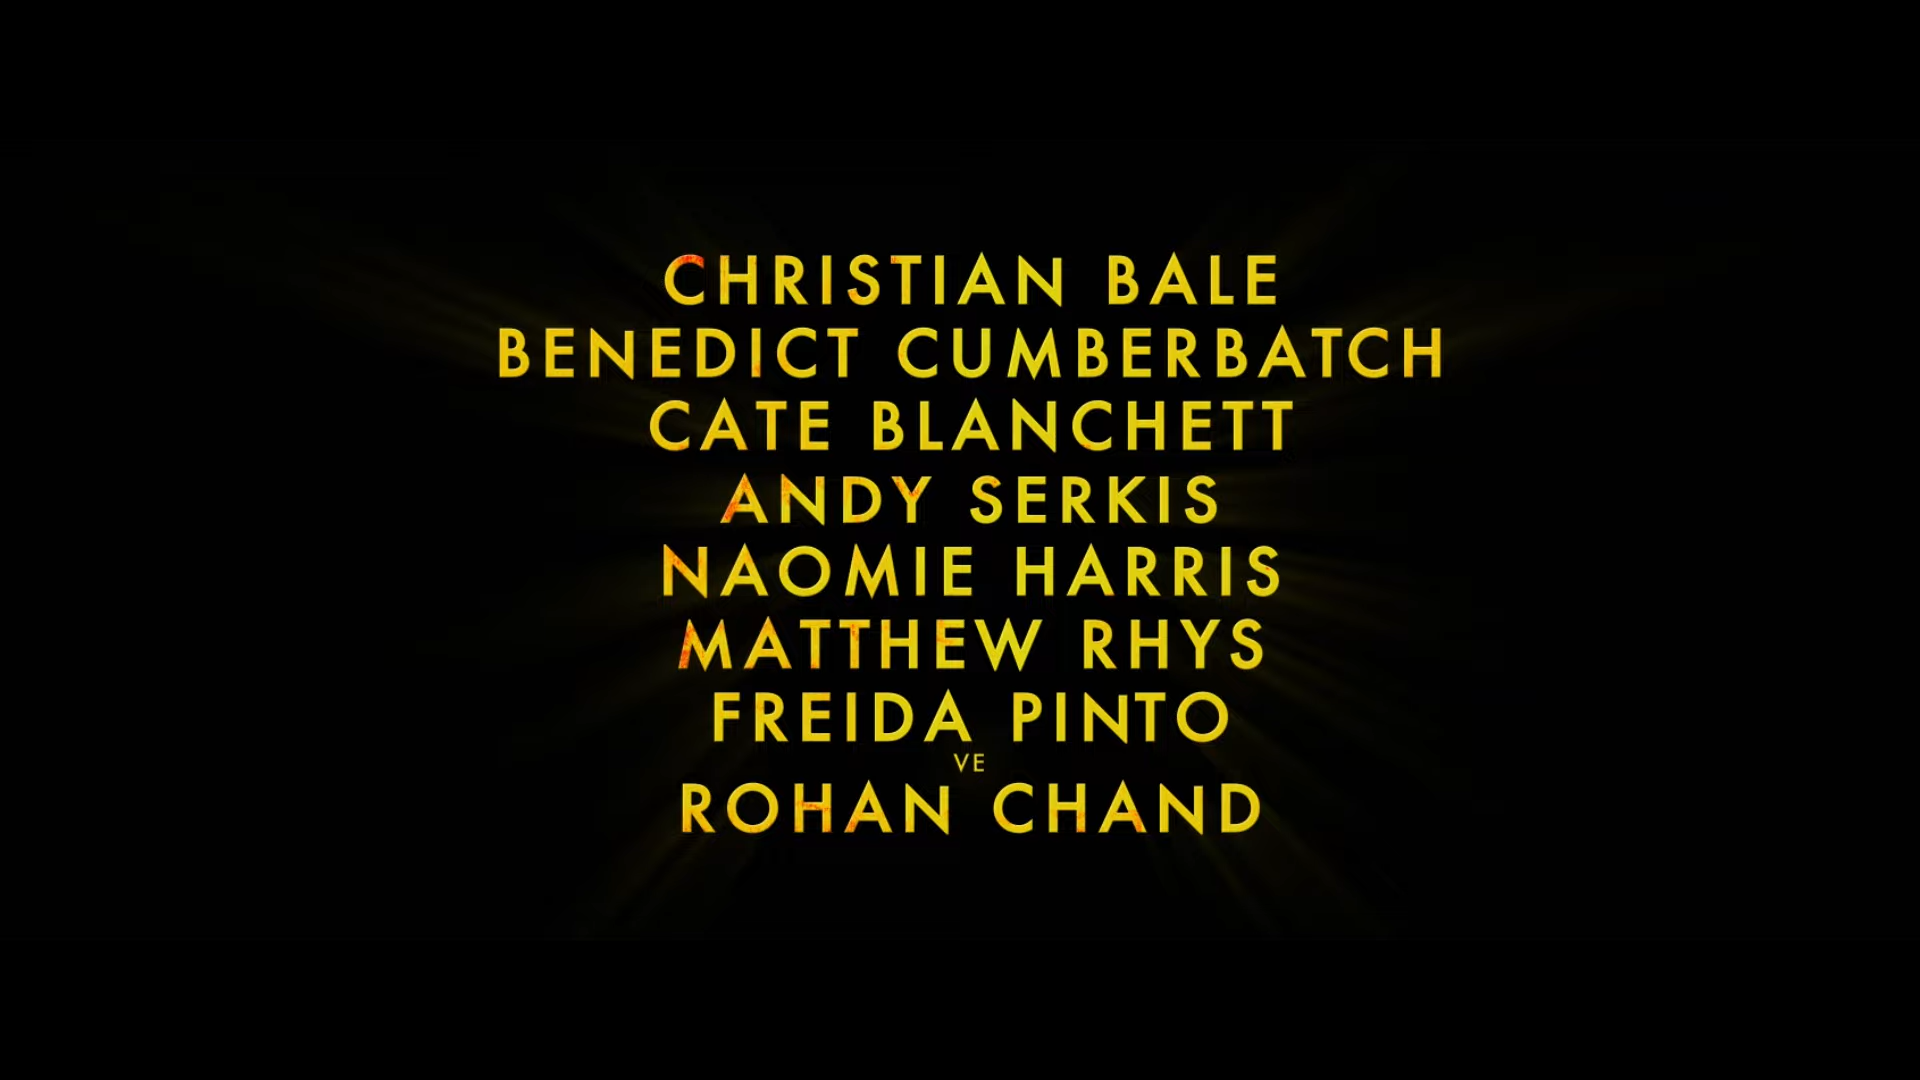 CHRISTIAN BALE
BENEDICT CUMBERBATCH
CATE BLANCHETT
ANDY SERKIS
NAOMIE HARRIS
MATTHEW RHYS
FREIDA PINTO
VE
ROHAN CHAND